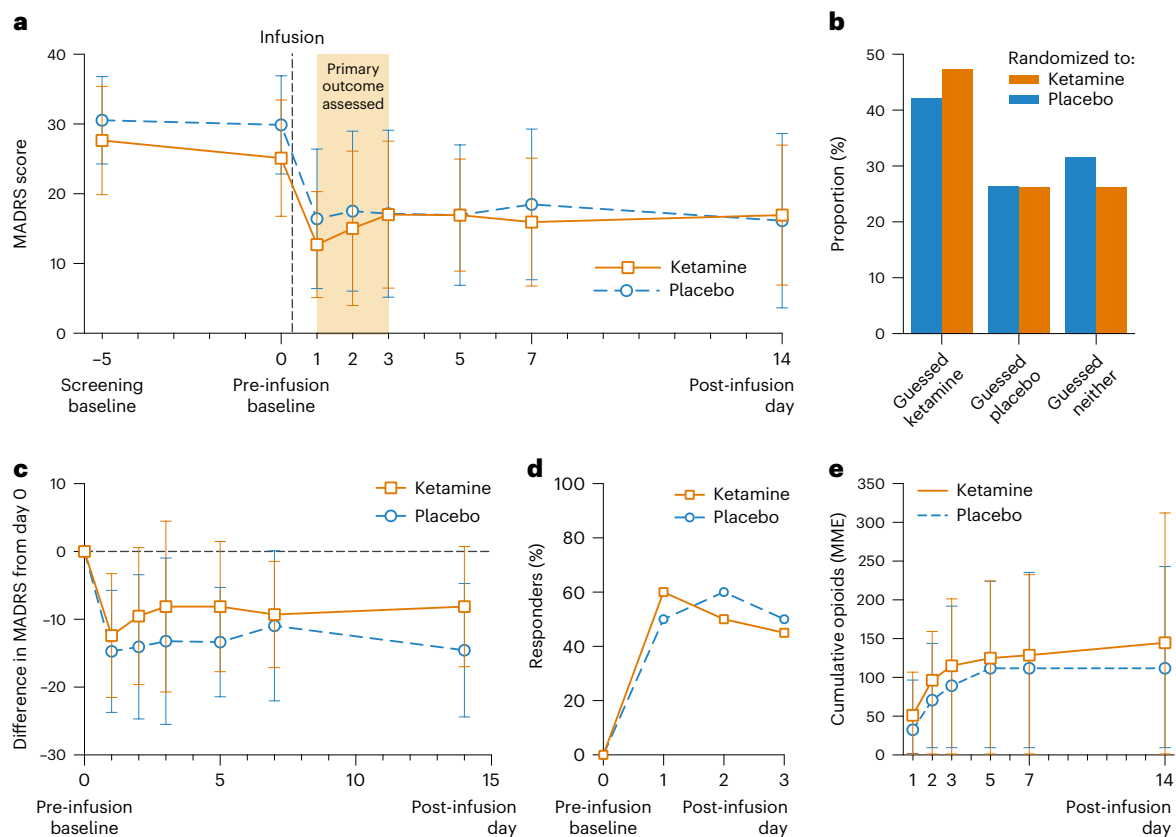 a
Infusion
40
30
20
10
0
MADRS score
Primary
outcome
assessed
Ketamine
Placebo
–5
0
1
2
3
5
7
14
Screening
baseline
Pre-infusion
baseline
Post-infusion
day
b
50
40
30
20
10
0
Proportion (%)
Randomized to:
Ketamine
Placebo
Guessed
ketamine
Guessed
placebo
Guessed
neither
c
10
0
–10
–20
–30
Difference in MADRS from day 0
Ketamine
Placebo
0
5
10
15
Pre-infusion
baseline
Post-infusion
day
d
100
80
60
40
20
0
Responders (%)
Ketamine
Placebo
0
1
2
3
Pre-infusion
baseline
Post-infusion
day
e
350
300
250
200
150
100
50
0
Cumulative opioids (MME)
Ketamine
Placebo
1
2
3
5
7
14
Post-infusion
day